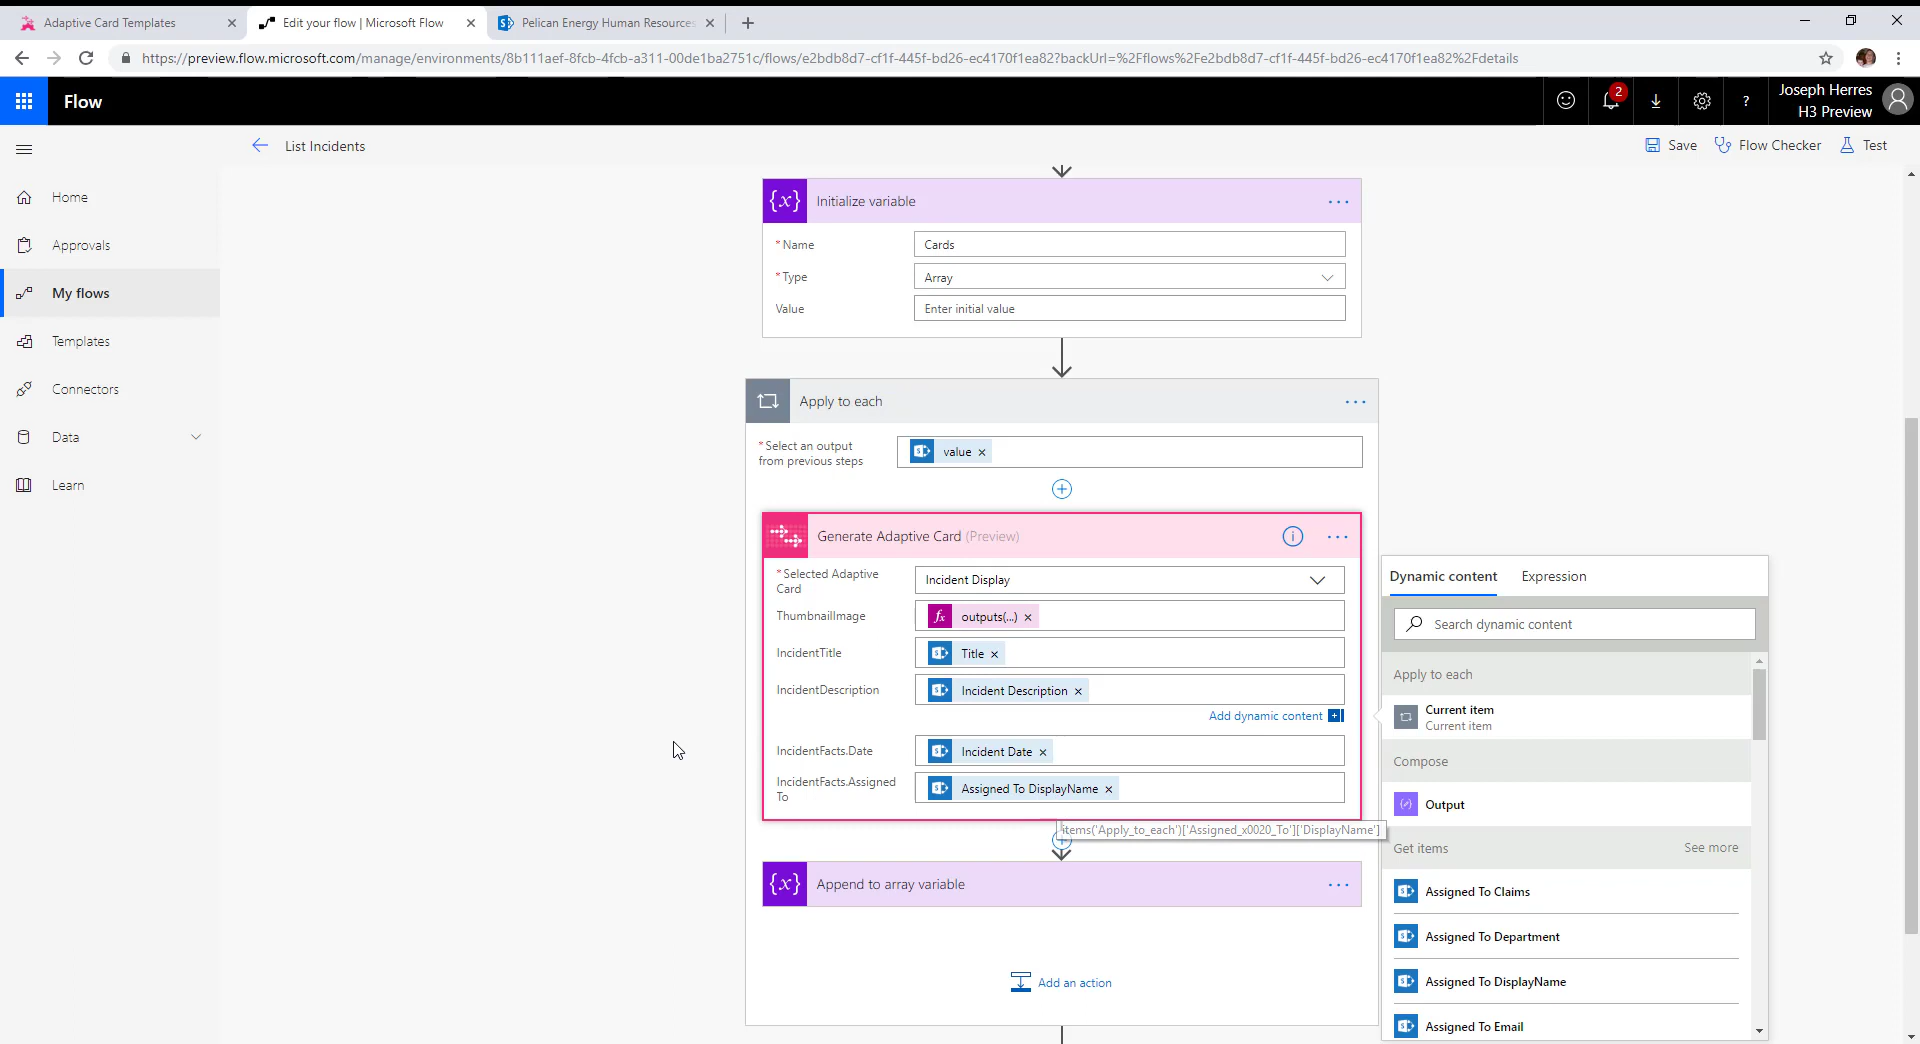 Adaptive Card Templates
Edit your flow | Microsoft Flow
Pelican Energy Human Resources
https://preview.flow.microsoft.com/manage/environments/8b111aef-8fcb-4fcb-a311-00de1ba2751c/flows/e2bdb8d7-cf1f-445f-bd26-ec4170f1ea82?backUrl=%2Fflows%2Fe2bdb8d7-cf1f-445f-bd26-ec4170f1ea82%2Fdetails
Flow
2
?
Joseph Herres
H3 Preview
List Incidents
Save
Flow Checker
Test
Home
Approvals
My flows
Templates
Connectors
Data
Learn
{x} Initialize variable ...
* Name Cards
* Type Array
Value Enter initial value
Apply to each ...
* Select an output
from previous steps
value ×
Generate Adaptive Card (Preview) ...
* Selected Adaptive
Card
Incident Display
ThumbnailImage fx outputs(...) ×
IncidentTitle Title ×
IncidentDescription Incident Description ×
Add dynamic content
IncidentFacts.Date Incident Date ×
IncidentFacts.Assigned
To
Assigned To DisplayName ×
items('Apply_to_each')['Assigned_x0020_To']['DisplayName']
{x} Append to array variable ...
Add an action
Dynamic content Expression
Search dynamic content
Apply to each
Current item
Current item
Compose
Output
Get items See more
Assigned To Claims
Assigned To Department
Assigned To DisplayName
Assigned To Email